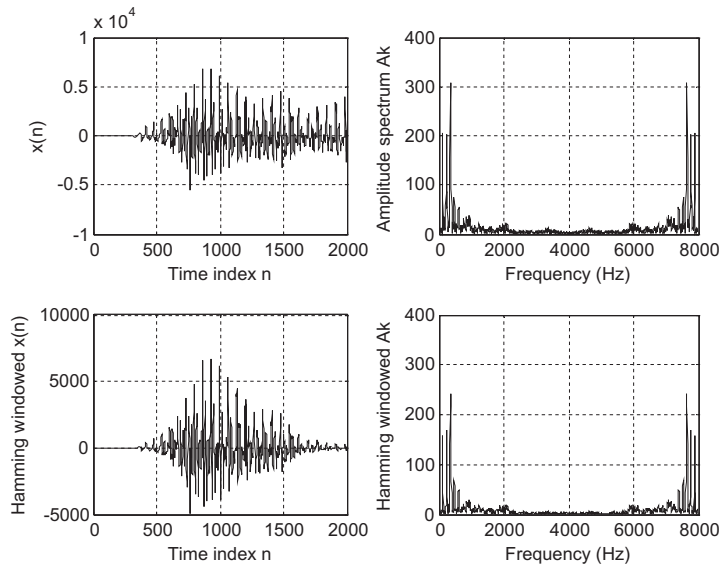 x 10⁴
1
0.5
0
-0.5
-1
x(n)
0 500 1000 1500 2000
Time index n
400
300
200
100
0
Amplitude spectrum Ak
0 2000 4000 6000 8000
Frequency (Hz)
10000
5000
0
-5000
Hamming windowed x(n)
0 500 1000 1500 2000
Time index n
400
300
200
100
0
Hamming windowed Ak
0 2000 4000 6000 8000
Frequency (Hz)